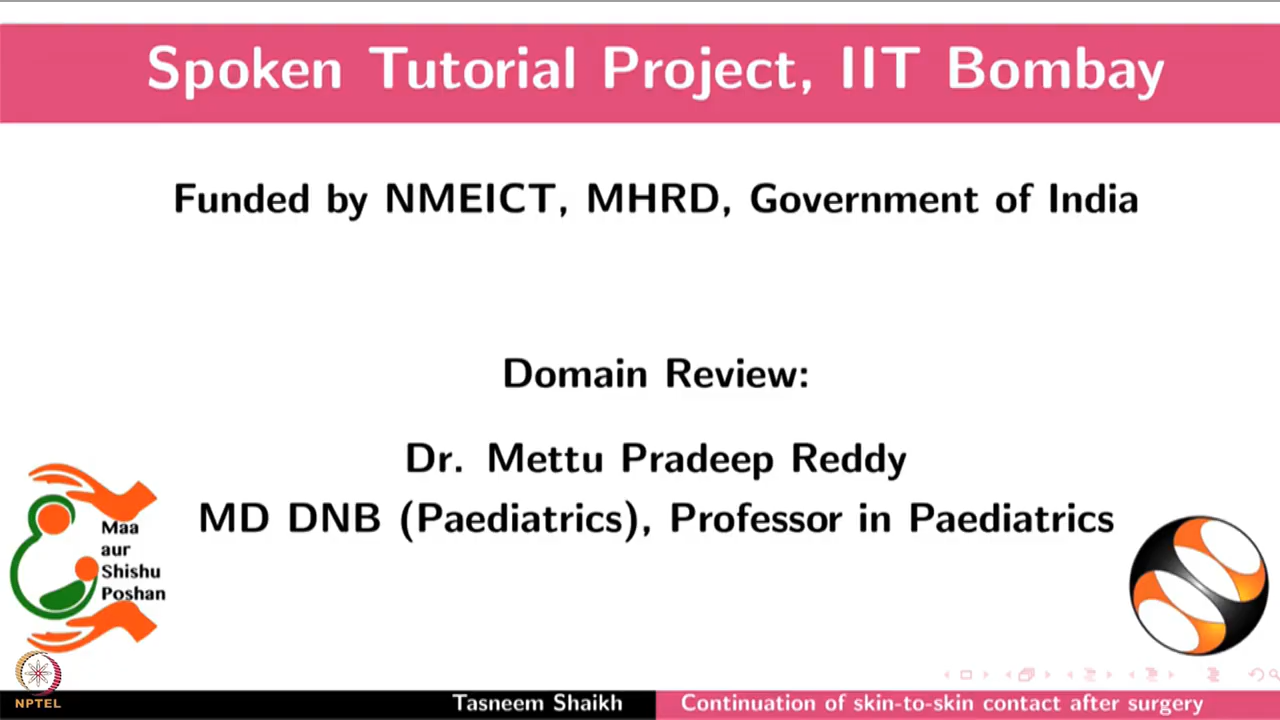 Spoken Tutorial Project, IIT Bombay
Funded by NMEICT, MHRD, Government of India
Domain Review:
Dr. Mettu Pradeep Reddy
MD DNB (Paediatrics), Professor in Paediatrics
Maa
aur
Shishu
Poshan
NPTEL
Tasneem Shaikh
Continuation of skin-to-skin contact after surgery